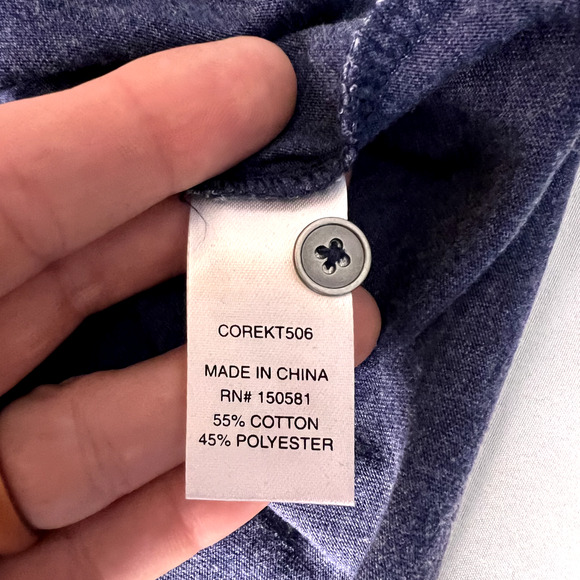 COREKT506
MADE IN CHINA
RN# 150581
55% COTTON
45% POLYESTER